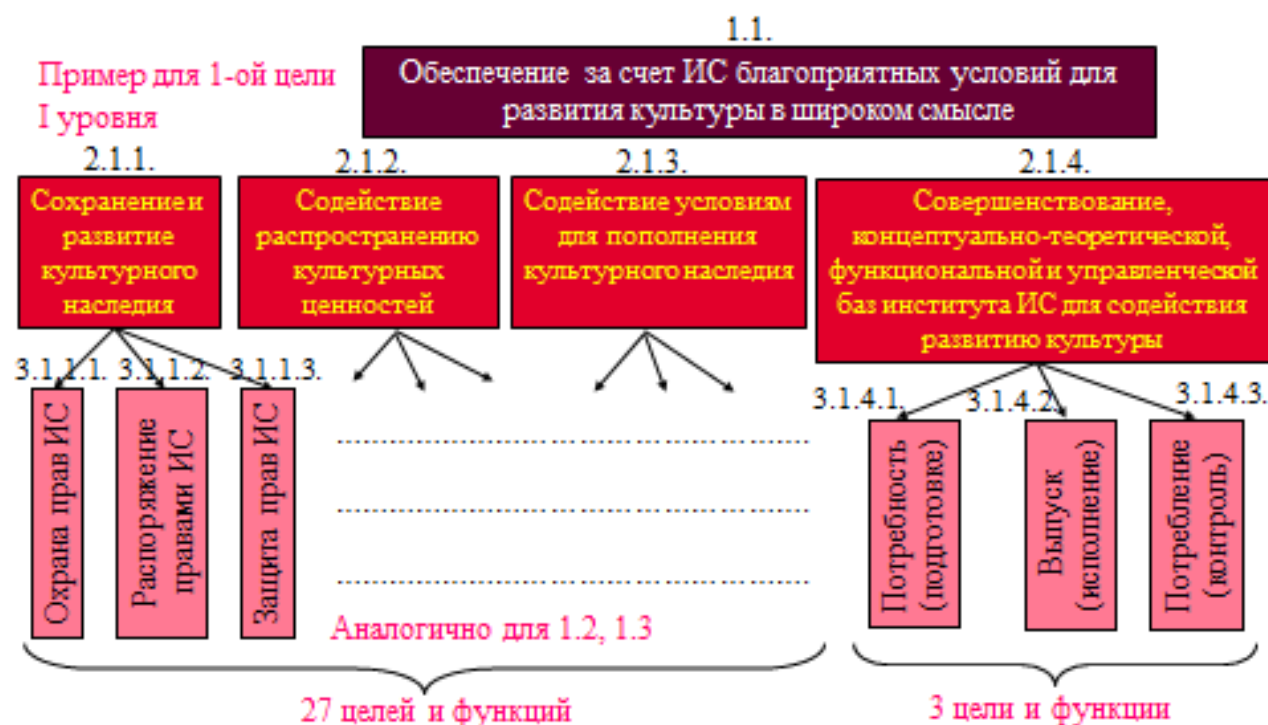 1.1.
Пример для 1-ой цели
I уровня
Обеспечение за счет ИС благоприятных условий для
развития культуры в широком смысле
2.1.1.
2.1.2.
2.1.3.
2.1.4.
Сохранение и
развитие
культурного
наследия
Содействие
распространению
культурных
ценностей
Содействие условиям
для пополнения
культурного наследия
Совершенствование,
концептуально-теоретической,
функциональной и управленческой
баз института ИС для содействия
развитию культуры
3.1.1.1.
3.1.1.2.
3.1.1.3.
3.1.4.1.
3.1.4.2.
3.1.4.3.
Охрана прав ИС
Распоряжение
правами ИС
Защита прав ИС
Потребность
(подготовке)
Выпуск
(исполнение)
Потребление
(контроль)
Аналогично для 1.2, 1.3
27 целей и функций
3 цели и функции